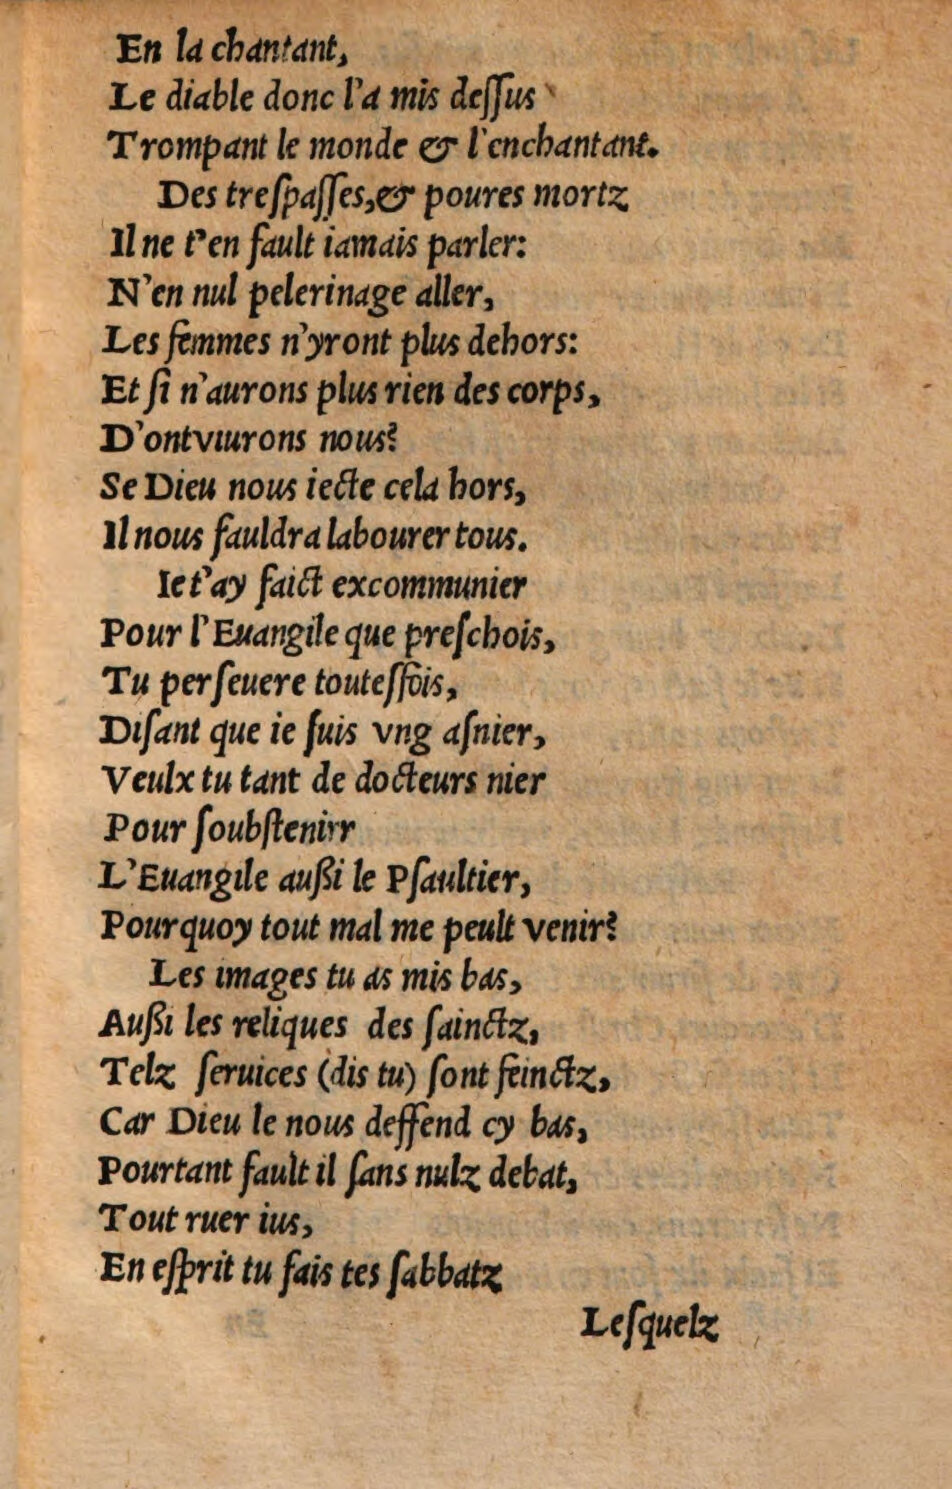 En la chantant,
Le diable donc l'a mis deſſus
Trompant le monde & l'enchantant.
Des treſpaſſes,& poures mortz
Il ne t'en fault iamais parler:
N'en nul pelerinage aller,
Les femmes n'yront plus dehors:
Et ſi n'aurons plus rien des corps,
D'ontviurons nous?
Se Dieu nous iecte cela hors,
Il nous fauldra labourer tous.
Ie t'ay faict excommunier
Pour l'Euangile que preſchois,
Tu perſeuere touteſfois,
Diſant que ie ſuis vng aſnier,
Veulx tu tant de docteurs nier
Pour ſoubſtenirr
L'Euangile außi le Pſaultier,
Pourquoy tout mal me peult venir?
Les images tu as mis bas,
Außi les reliques des ſainctz,
Telz ſeruices (dis tu) ſont feinctz,
Car Dieu le nous deffend cy bas,
Pourtant fault il ſans nulz debat,
Tout ruer ius,
En eſprit tu fais tes ſabbatz
Leſquelz